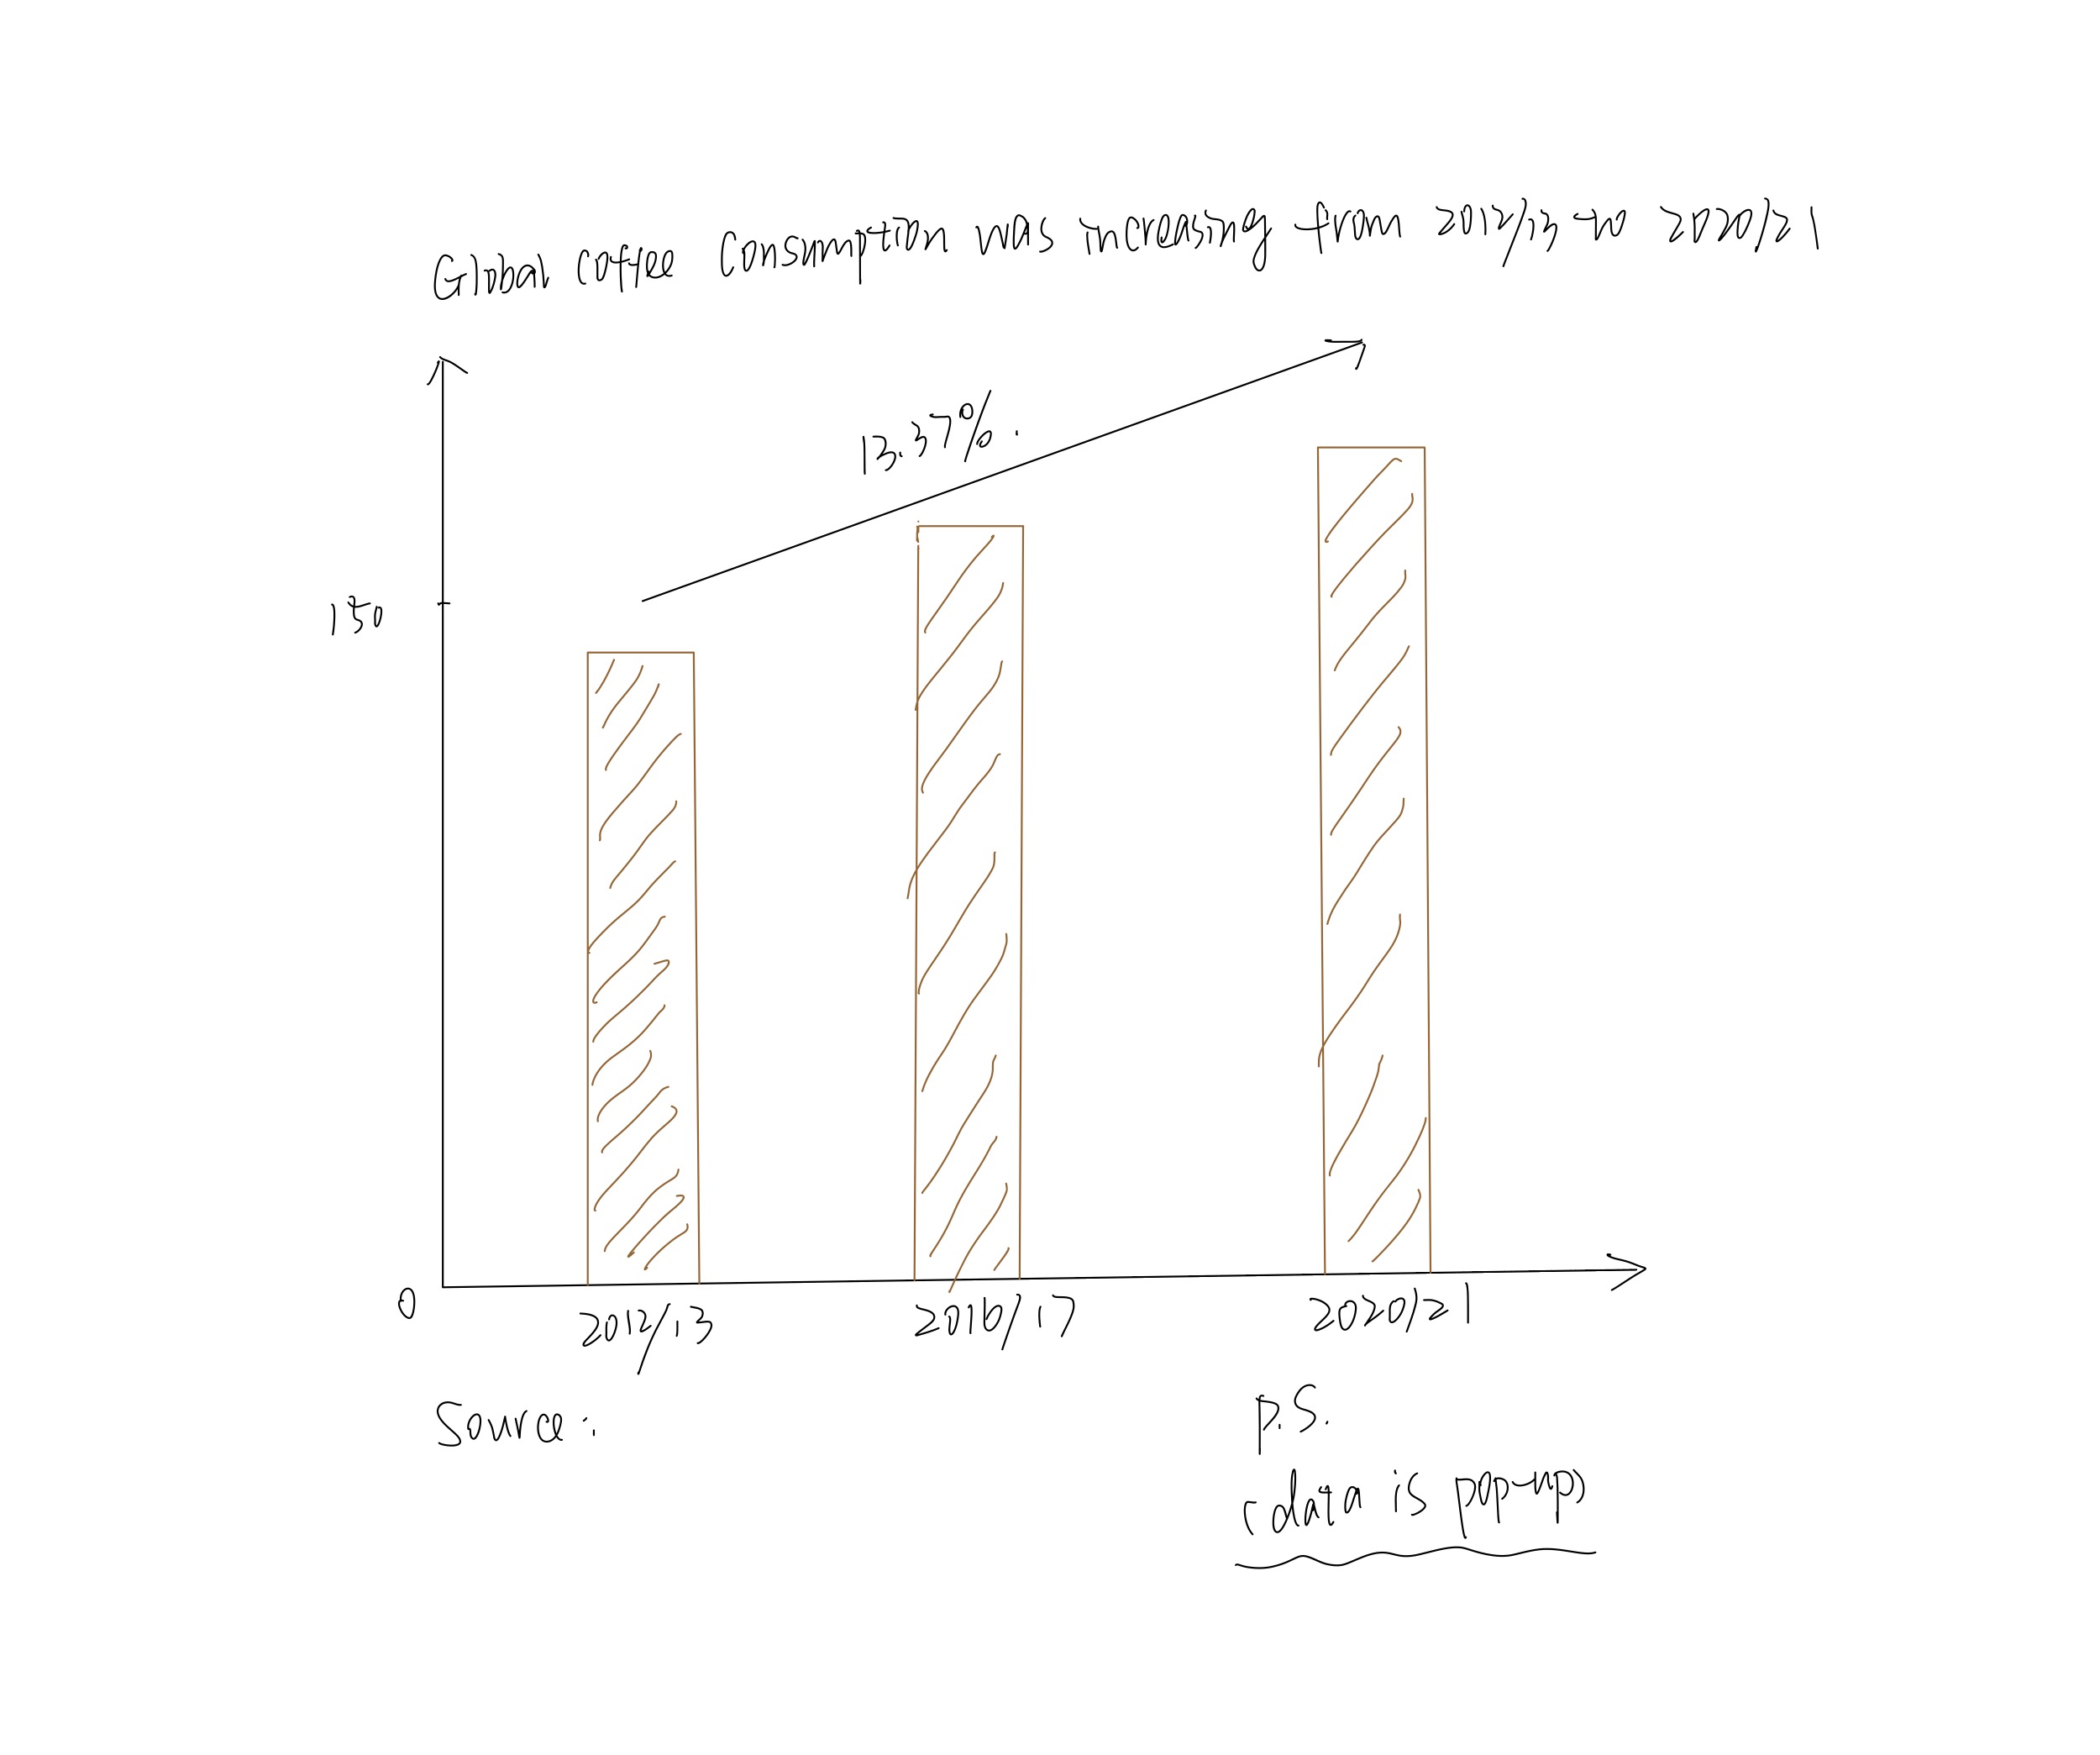 Global coffee consumption was increasing from 2012/13 to 2020/21
13.37%.
150
0
2012/13 2016/17 2020/21
Source:
P.S.
(data is pop-up)